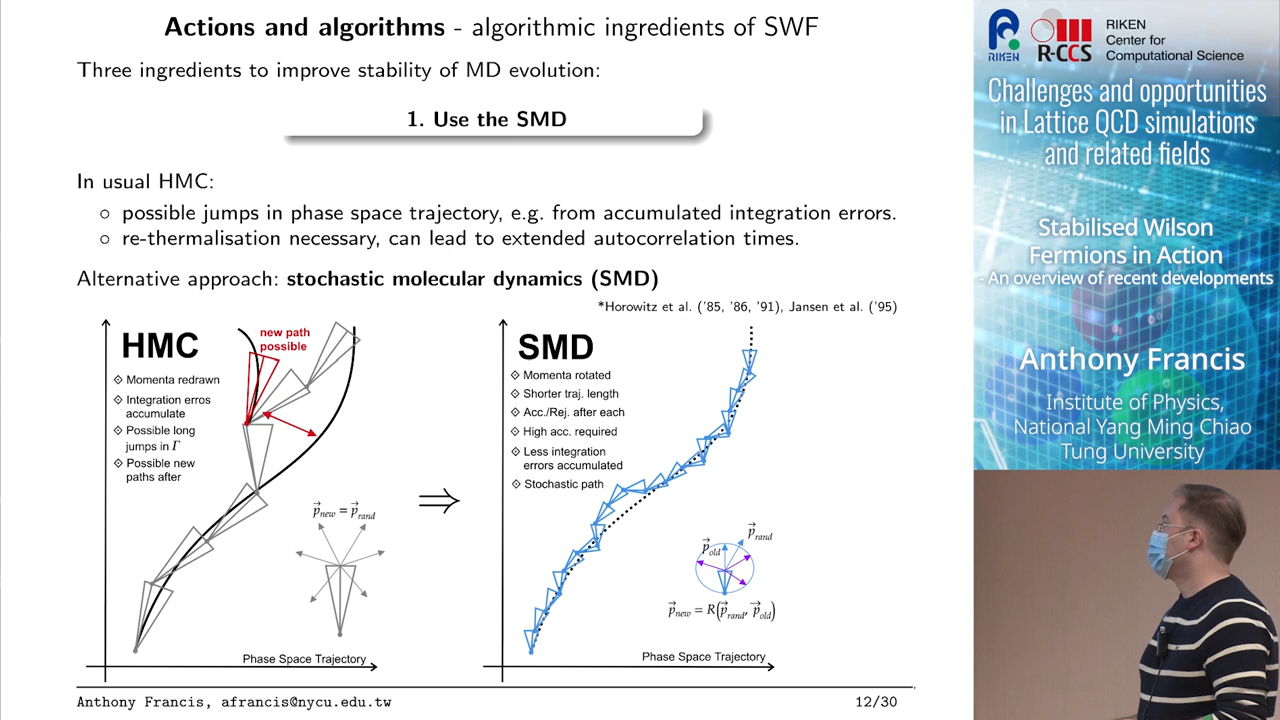 Actions and algorithms - algorithmic ingredients of SWF
Three ingredients to improve stability of MD evolution:
1. Use the SMD
In usual HMC:
possible jumps in phase space trajectory, e.g. from accumulated integration errors.
re-thermalisation necessary, can lead to extended autocorrelation times.
Alternative approach: stochastic molecular dynamics (SMD)
*Horowitz et al. ('85, '86, '91), Jansen et al. ('95)
HMC
Momenta redrawn
Integration erros
accumulate
Possible long
jumps in Γ
Possible new
paths after
new path
possible
p_new = p_rand
Phase Space Trajectory
⇒
SMD
Momenta rotated
Shorter traj. length
Acc./Rej. after each
High acc. required
Less integration
errors accumulated
Stochastic path
p_old
p_rand
p_new = R(p_rand, p_old)
Phase Space Trajectory
Anthony Francis, afrancis@nycu.edu.tw
12/30
RIKEN
R-CCS
RIKEN
Center for
Computational Science
Challenges and opportunities
in Lattice QCD simulations
and related fields
Stabilised Wilson
Fermions in Action
- An overview of recent developments
Anthony Francis
Institute of Physics,
National Yang Ming Chiao
Tung University